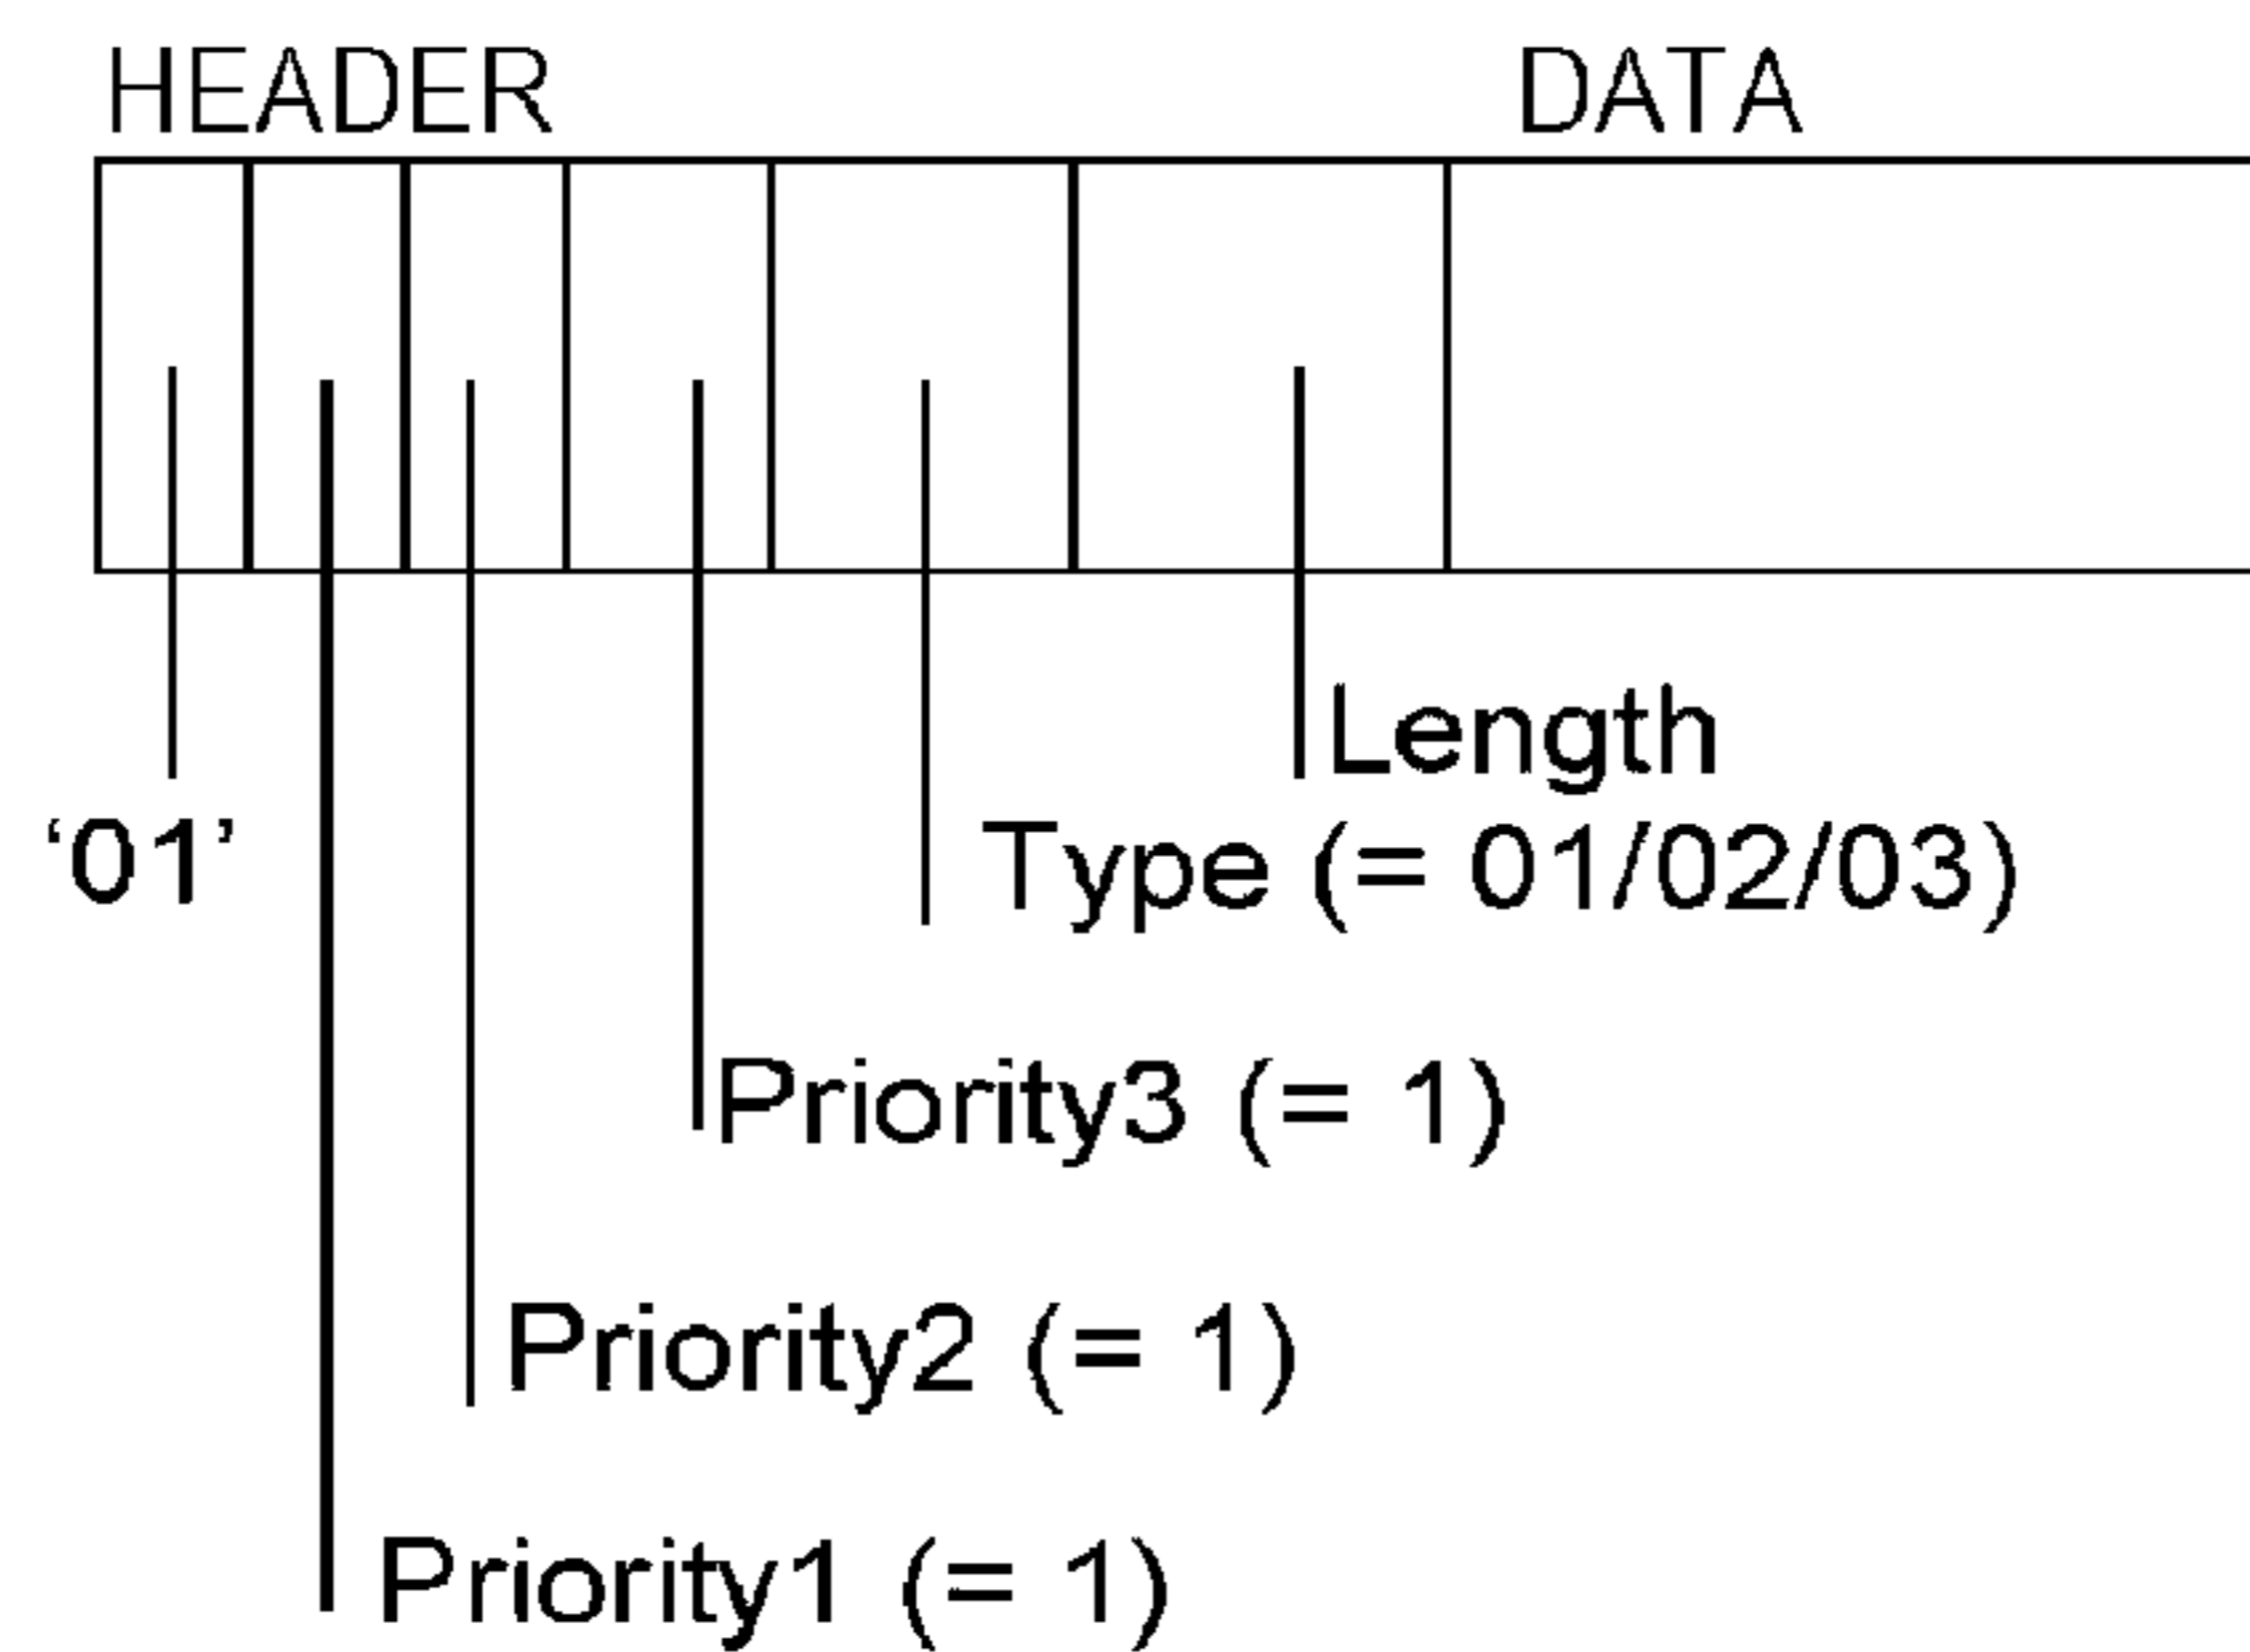 HEADER DATA
Length
‘01’ Type (= 01/02/03)
Priority3 (= 1)
Priority2 (= 1)
Priority1 (= 1)